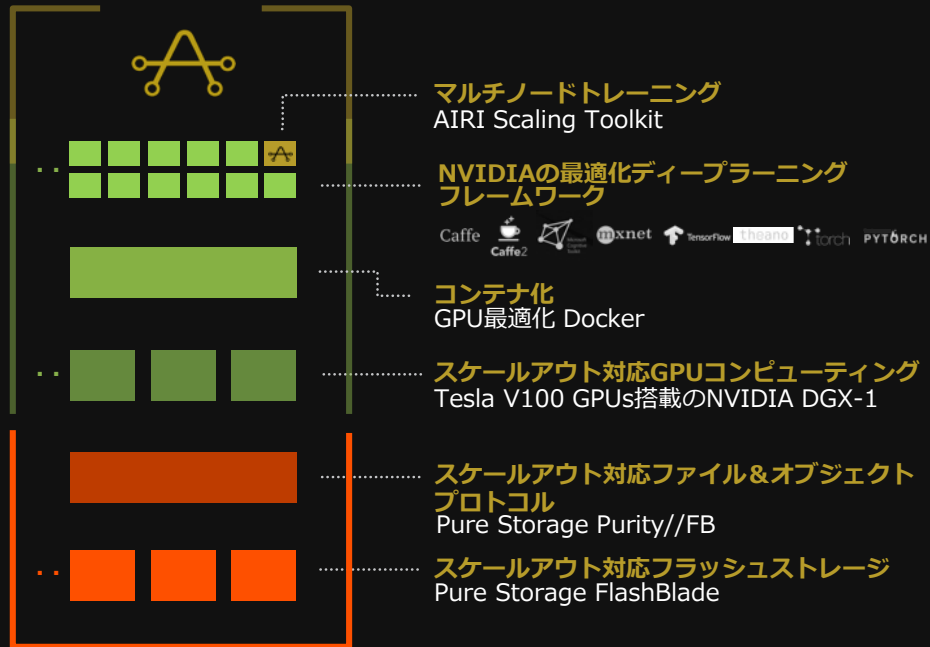 マルチノードトレーニング
AIRI Scaling Toolkit
NVIDIAの最適化ディープラーニング
フレームワーク
Caffe Caffe2 Microsoft Cognitive Toolkit mxnet TensorFlow theano torch PYTORCH
コンテナ化
GPU最適化 Docker
スケールアウト対応GPUコンピューティング
Tesla V100 GPUs搭載のNVIDIA DGX-1
スケールアウト対応ファイル&オブジェクト
プロトコル
Pure Storage Purity//FB
スケールアウト対応フラッシュストレージ
Pure Storage FlashBlade